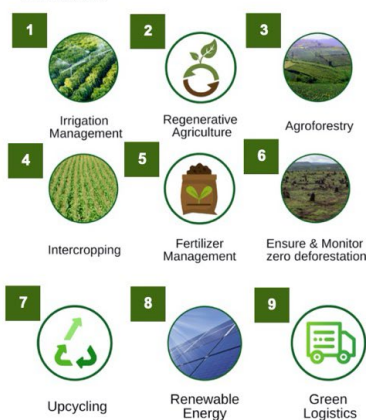 1
2
3
Irrigation
Management
Regenerative
Agriculture
Agroforestry
4
5
6
Intercropping
Fertilizer
Management
Ensure & Monitor
zero deforestation
7
8
9
Upcycling
Renewable
Energy
Green
Logistics